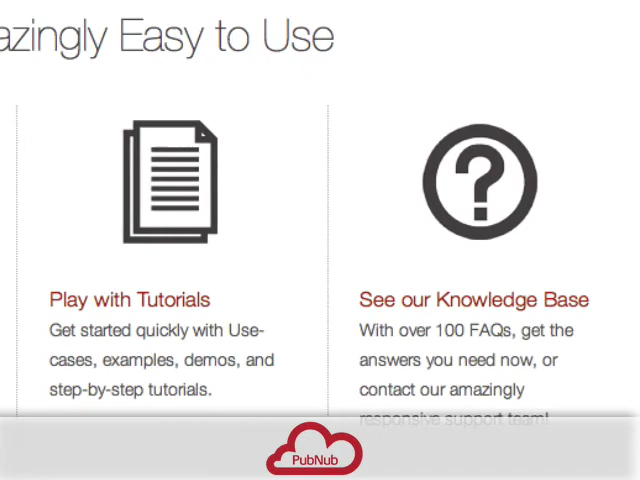 azingly Easy to Use
Play with Tutorials
Get started quickly with Use-
cases, examples, demos, and
step-by-step tutorials.
See our Knowledge Base
With over 100 FAQs, get the
answers you need now, or
contact our amazingly
responsive support team!
PubNub